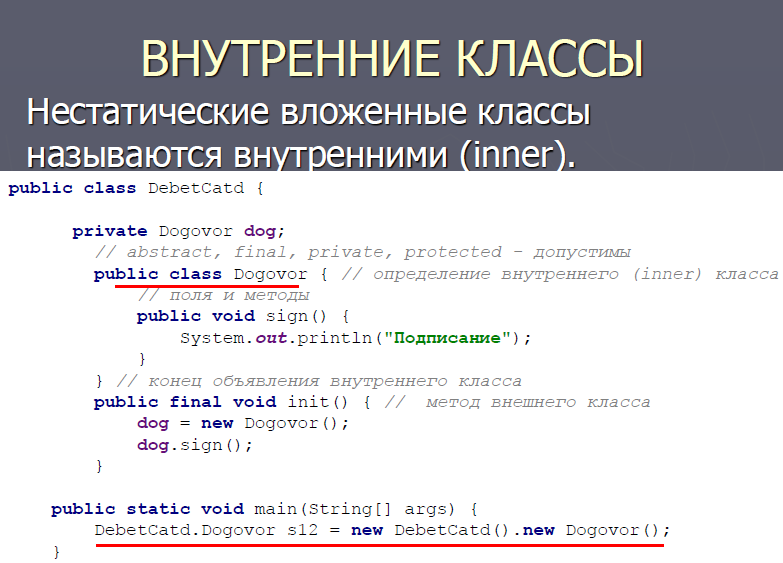 ВНУТРЕННИЕ КЛАССЫ
Нестатические вложенные классы
называются внутренними (inner).
public class DebetCatd {
private Dogovor dog;
// abstract, final, private, protected - допустимы
public class Dogovor { // определение внутреннего (inner) класса
// поля и методы
public void sign() {
System.out.println("Подписание");
}
} // конец объявления внутреннего класса
public final void init() { // метод внешнего класса
dog = new Dogovor();
dog.sign();
}
public static void main(String[] args) {
DebetCatd.Dogovor s12 = new DebetCatd().new Dogovor();
}